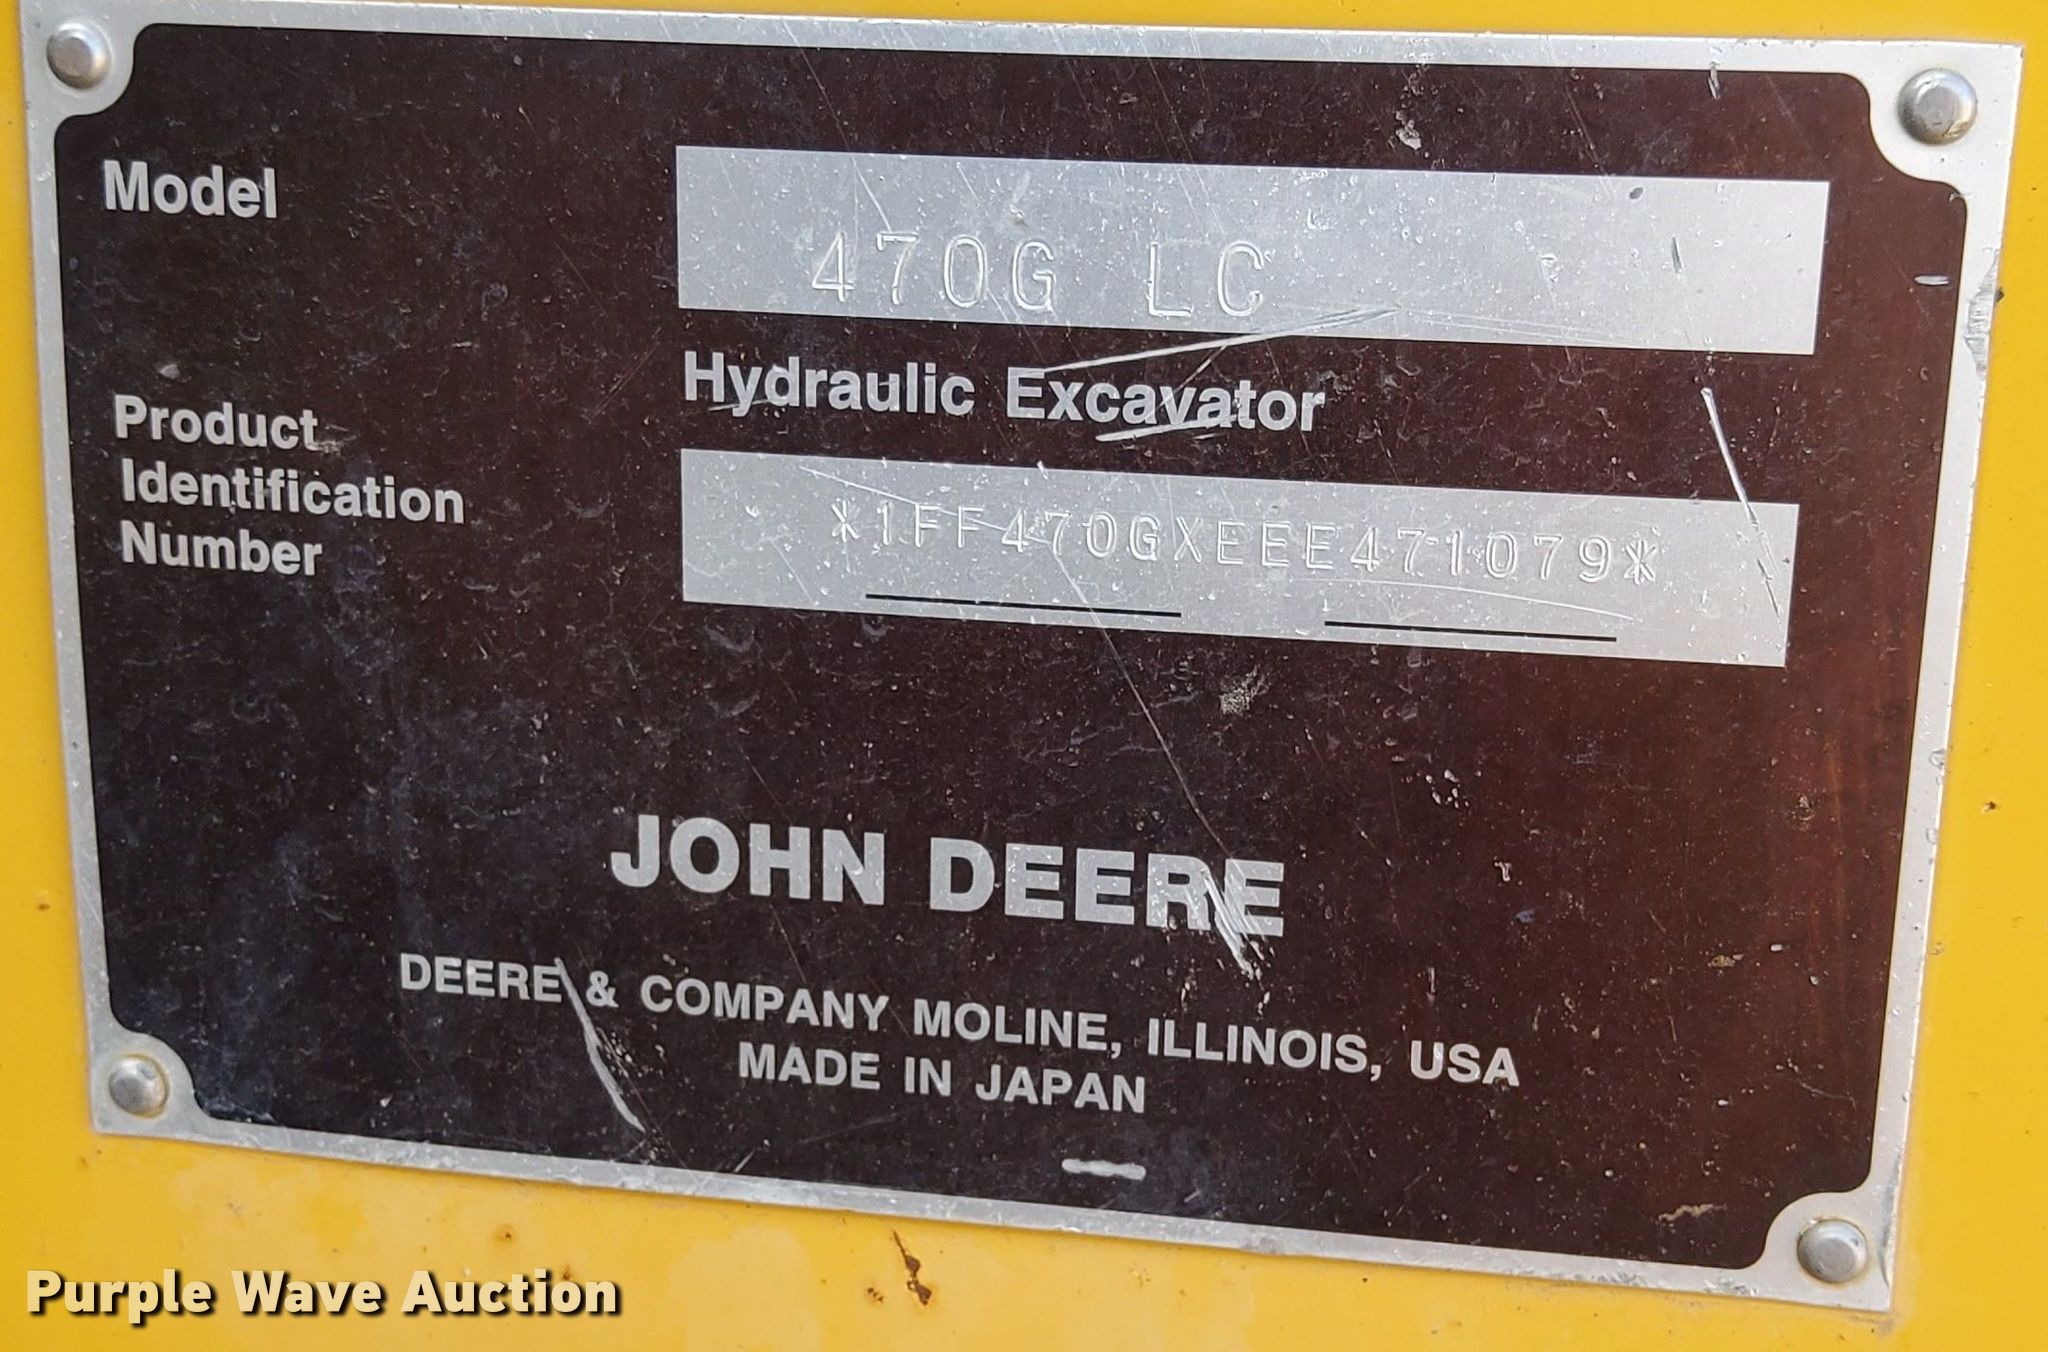 Model
470G LC
Hydraulic Excavator
Product
Identification
Number
*1FF470GXEEE471079*
JOHN DEERE
DEERE & COMPANY MOLINE, ILLINOIS, USA
MADE IN JAPAN
Purple Wave Auction